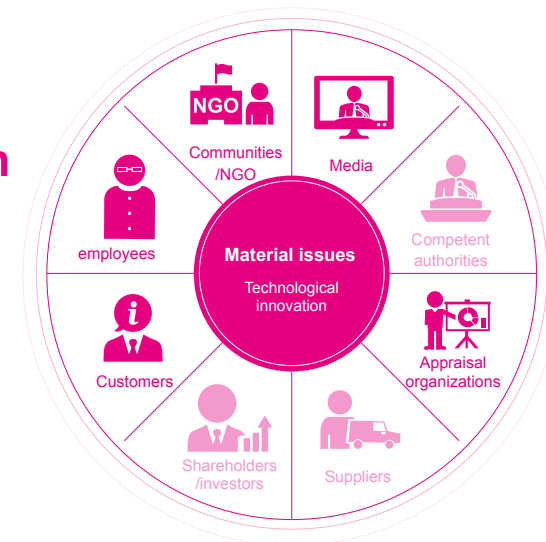 n
NGO
Communities
/NGO
Media
employees
Competent
authorities
Material issues
Technological
innovation
i
Customers
Appraisal
organizations
Shareholders
/investors
Suppliers